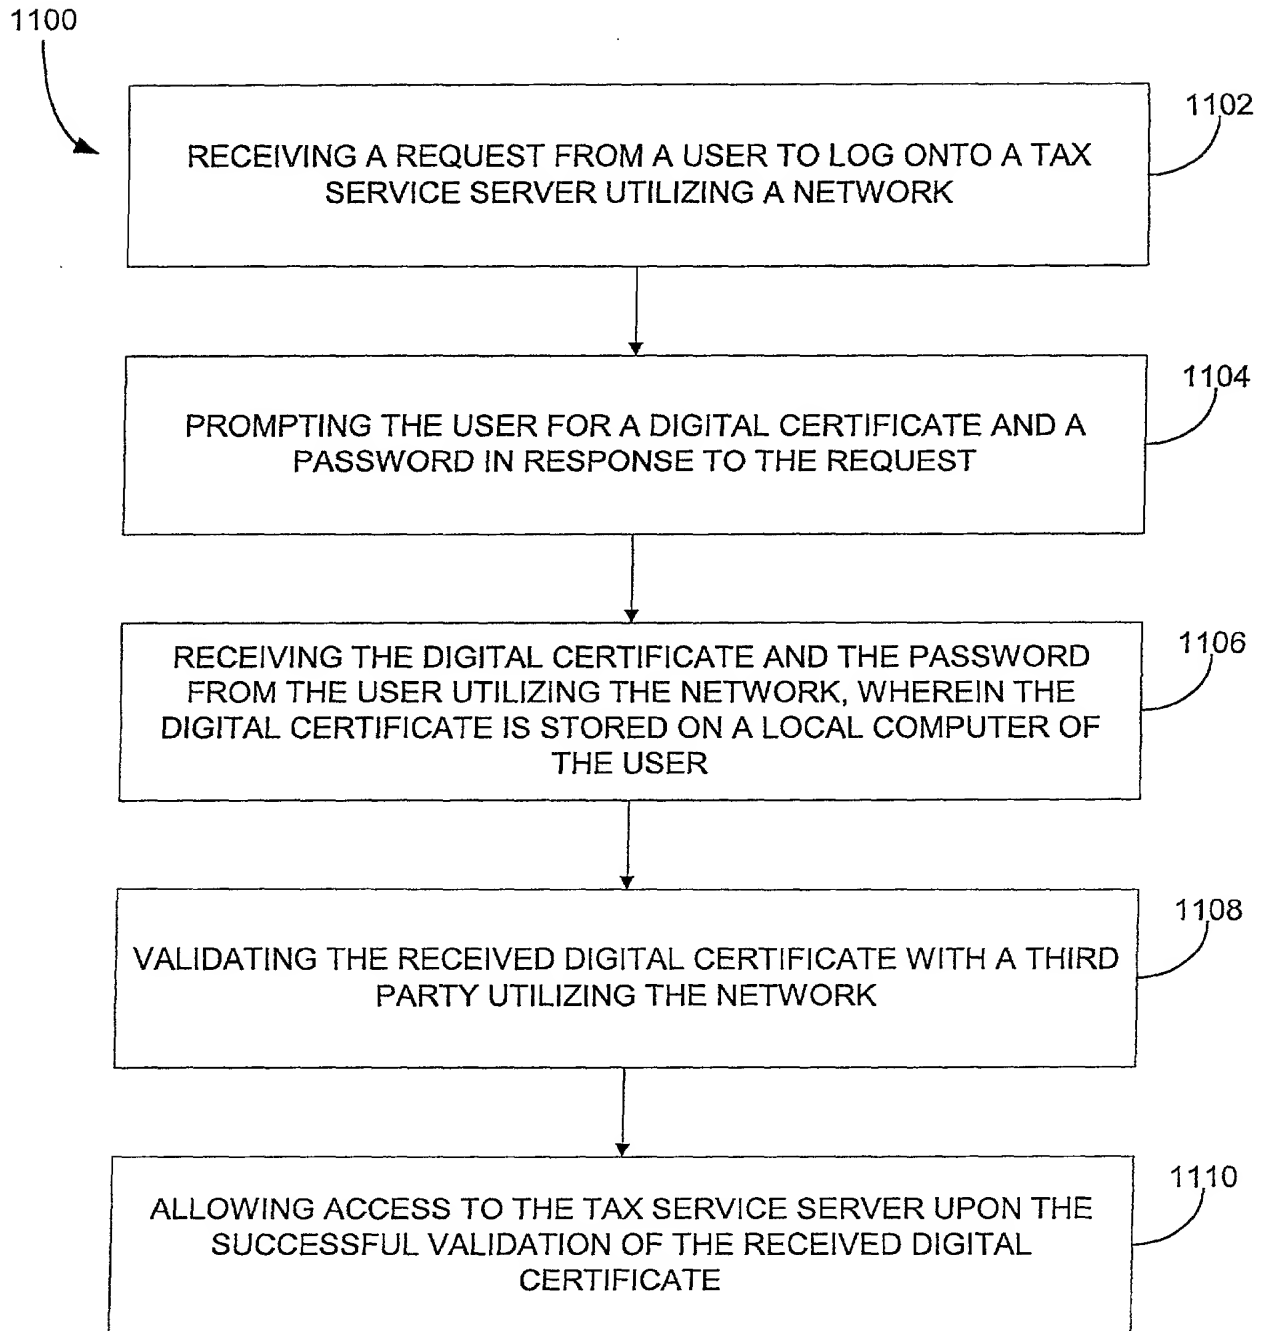 1100
1102
RECEIVING A REQUEST FROM A USER TO LOG ONTO A TAX
SERVICE SERVER UTILIZING A NETWORK
1104
PROMPTING THE USER FOR A DIGITAL CERTIFICATE AND A
PASSWORD IN RESPONSE TO THE REQUEST
1106
RECEIVING THE DIGITAL CERTIFICATE AND THE PASSWORD
FROM THE USER UTILIZING THE NETWORK, WHEREIN THE
DIGITAL CERTIFICATE IS STORED ON A LOCAL COMPUTER OF
THE USER
1108
VALIDATING THE RECEIVED DIGITAL CERTIFICATE WITH A THIRD
PARTY UTILIZING THE NETWORK
1110
ALLOWING ACCESS TO THE TAX SERVICE SERVER UPON THE
SUCCESSFUL VALIDATION OF THE RECEIVED DIGITAL
CERTIFICATE